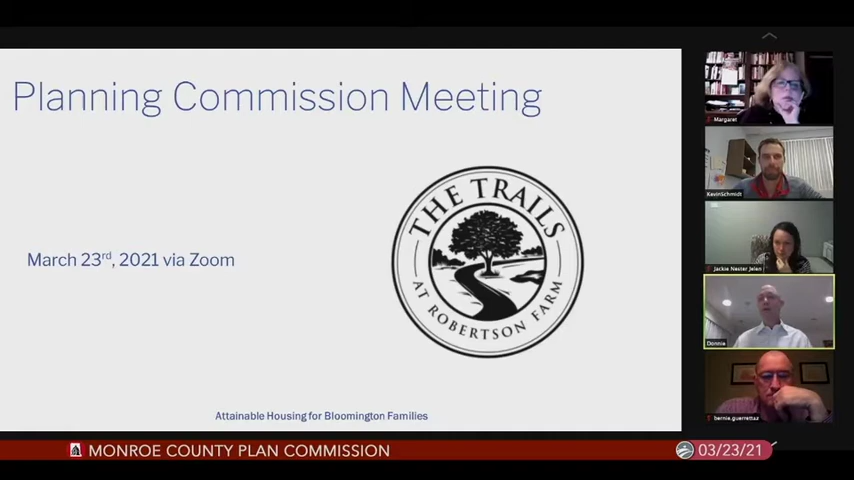 Planning Commission Meeting
THE TRAILS
AT ROBERTSON FARM
March 23rd, 2021 via Zoom
Attainable Housing for Bloomington Families
Margaret
KevinSchmidt
Jackie Nester Jelen
Donnie
bernie.guerrettaz
MONROE COUNTY PLAN COMMISSION
03/23/21